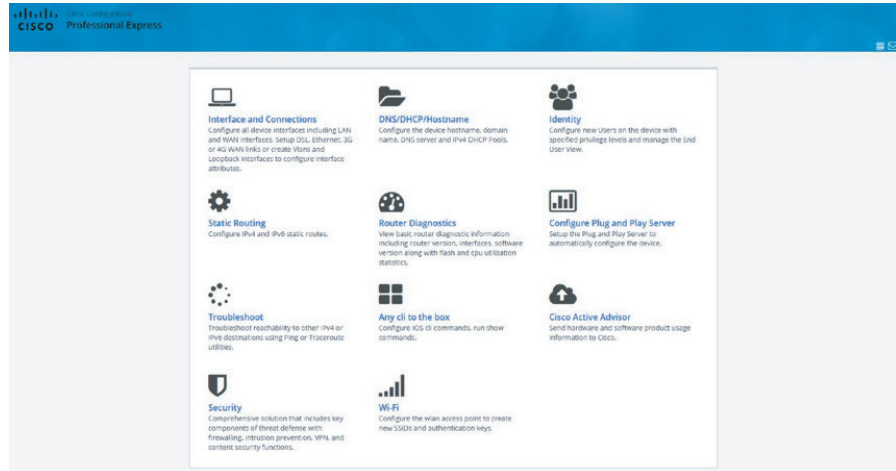 Cisco Configuration
CISCO Professional Express
Interface and Connections
Configure all device interfaces including LAN
and WAN interfaces. Setup DSL, Ethernet, 3G
or 4G WAN links or create Vlans and
Loopback interfaces to configure interface
attributes.
DNS/DHCP/Hostname
Configure the device hostname, domain
name, DNS server and IPv4 DHCP Pools.
Identity
Configure new Users on the device with
specified privilege levels and manage the End
User View.
Static Routing
Configure IPv4 and IPv6 static routes.
Router Diagnostics
View basic router diagnostic information
including router version, interfaces, software
version along with flash and cpu utilization
statistics.
Configure Plug and Play Server
Setup the Plug and Play Server to
automatically configure the device.
Troubleshoot
Troubleshoot reachability to other IPv4 or
IPv6 destinations using Ping or Traceroute
utilities.
Any cli to the box
Configure IOS cli commands, run show
commands.
Cisco Active Advisor
Send hardware and software product usage
information to Cisco.
Security
Comprehensive solution that includes key
components of threat defense with
firewalling, intrusion prevention, VPN, and
content security functions.
Wi-Fi
Configure the wlan access point to create
new SSIDs and authentication keys.